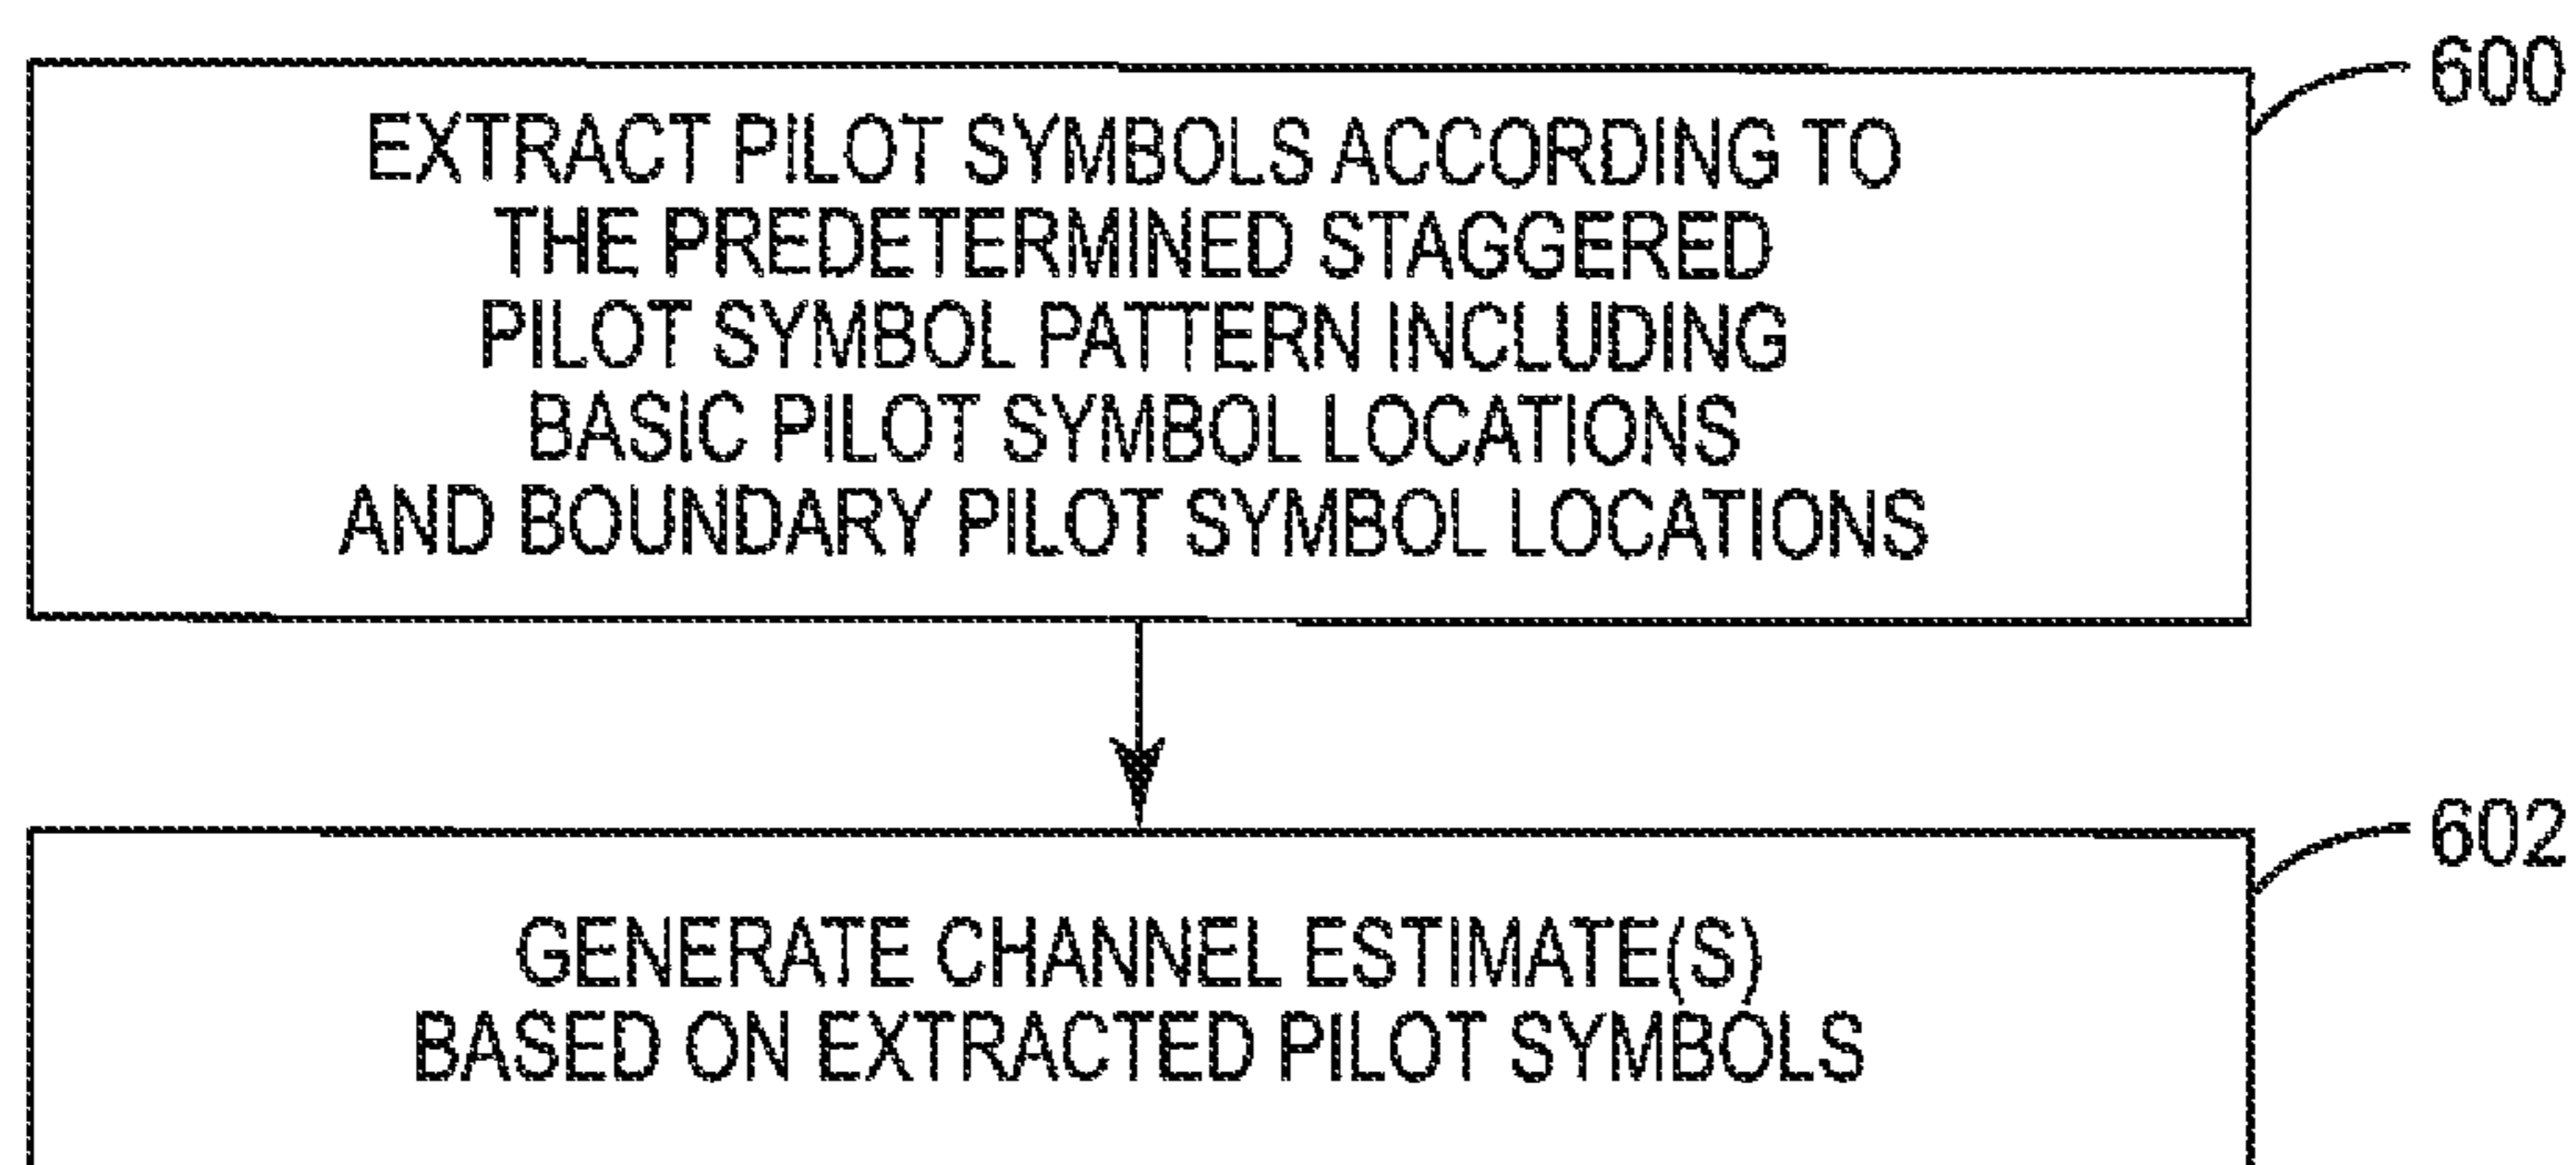 600
EXTRACT PILOT SYMBOLS ACCORDING TO
THE PREDETERMINED STAGGERED
PILOT SYMBOL PATTERN INCLUDING
BASIC PILOT SYMBOL LOCATIONS
AND BOUNDARY PILOT SYMBOL LOCATIONS
602
GENERATE CHANNEL ESTIMATE(S)
BASED ON EXTRACTED PILOT SYMBOLS